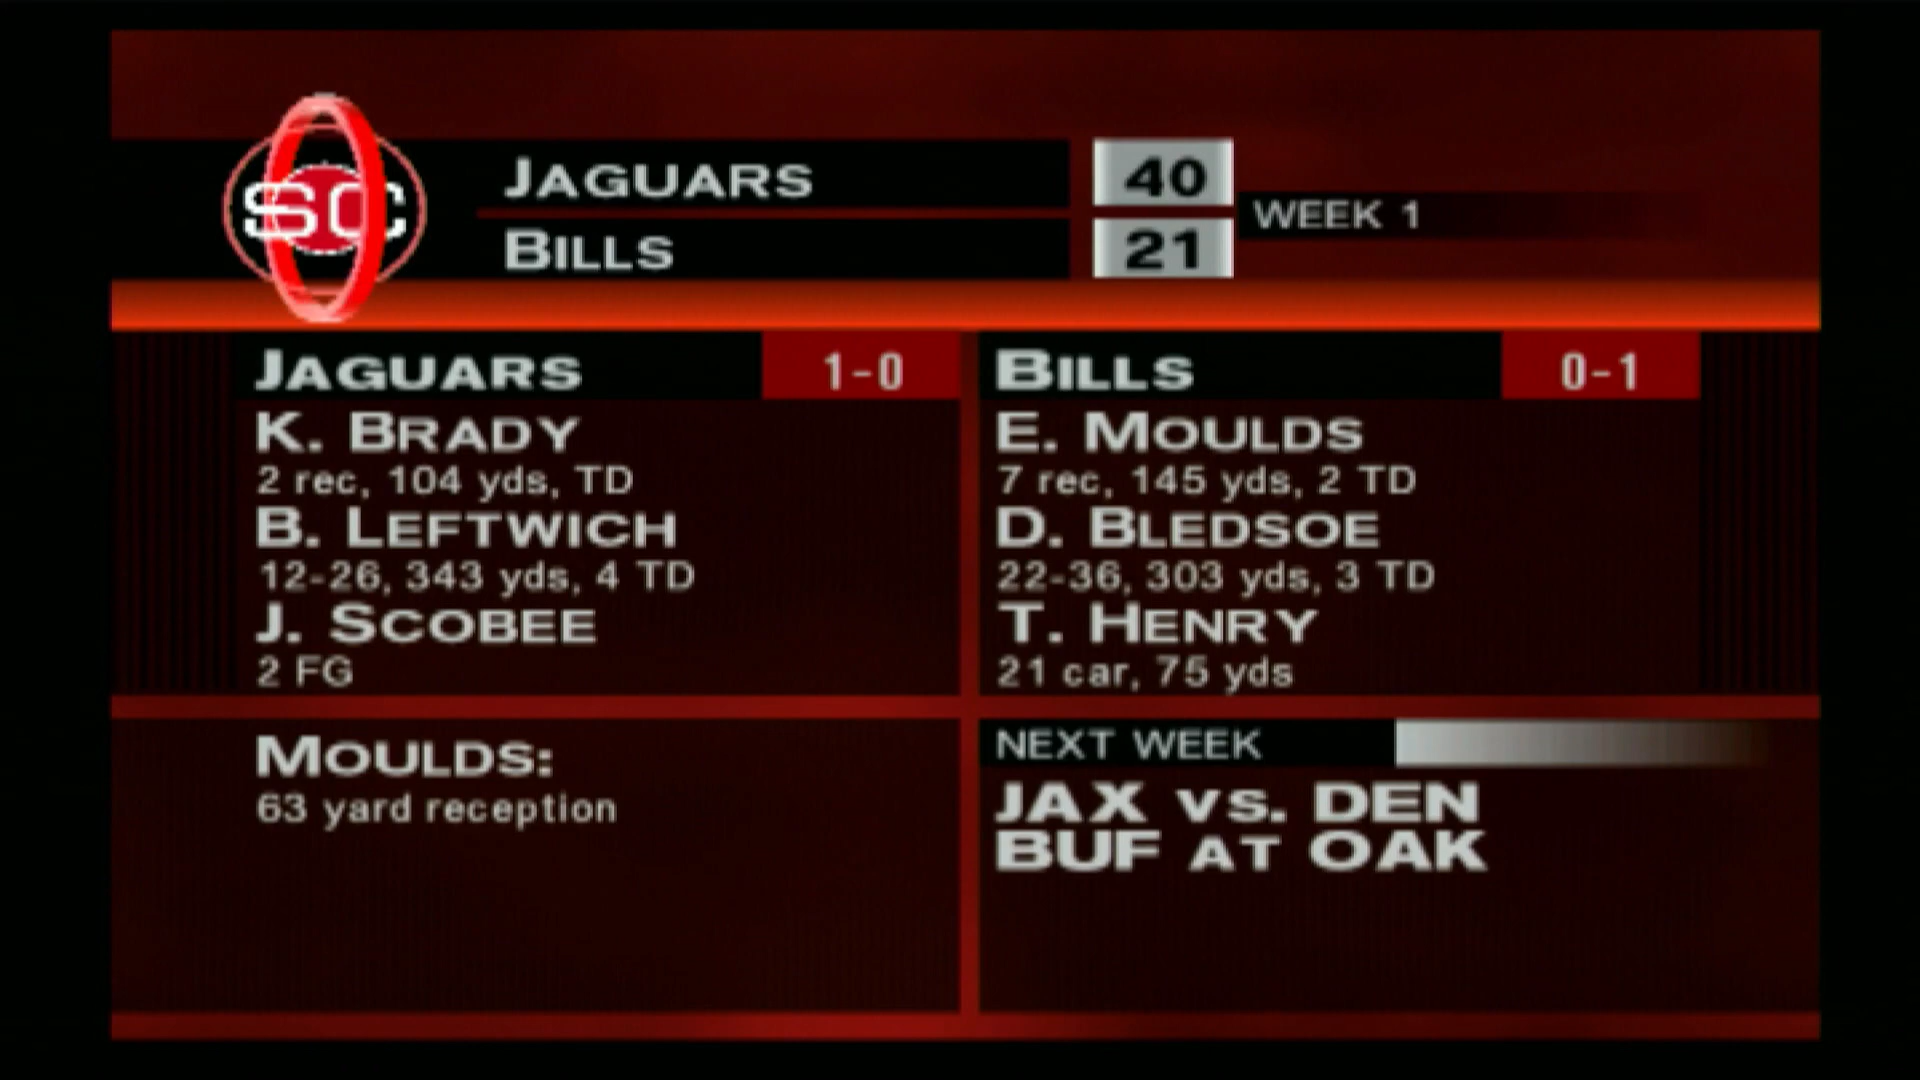 SC
JAGUARS 40
BILLS 21
WEEK 1
JAGUARS 1-0
K. BRADY
2 rec, 104 yds, TD
B. LEFTWICH
12-26, 343 yds, 4 TD
J. SCOBEE
2 FG
BILLS 0-1
E. MOULDS
7 rec, 145 yds, 2 TD
D. BLEDSOE
22-36, 303 yds, 3 TD
T. HENRY
21 car, 75 yds
MOULDS:
63 yard reception
NEXT WEEK
JAX VS. DEN
BUF AT OAK